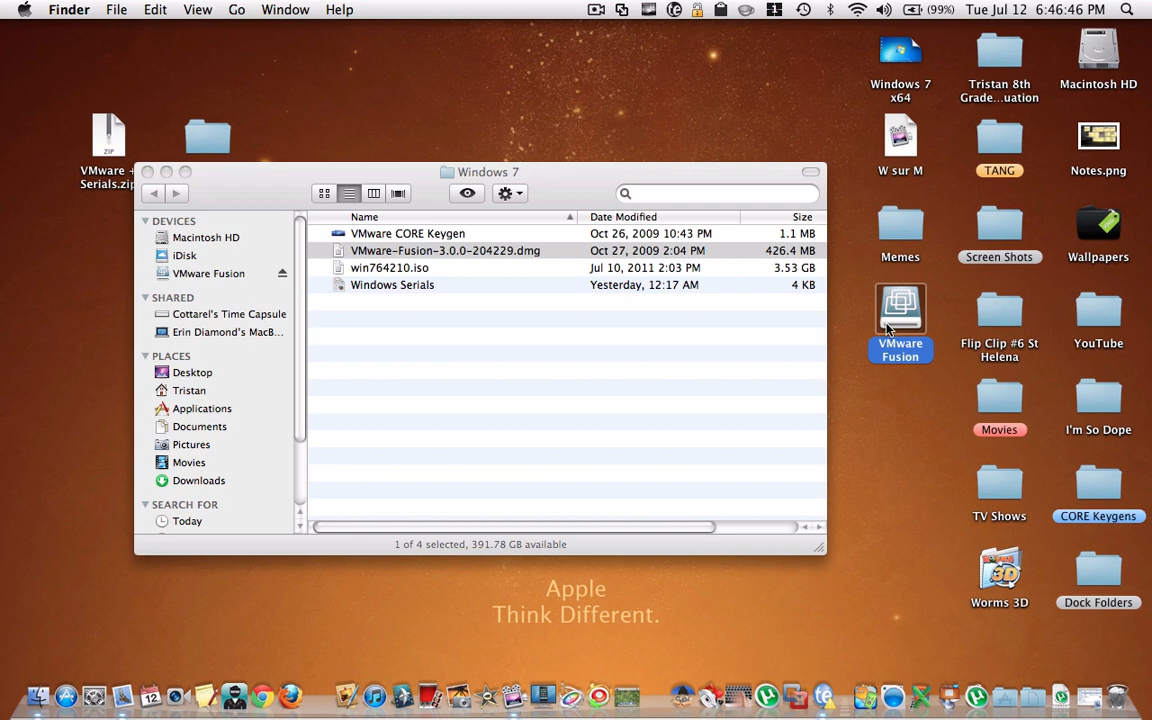 Finder File Edit View Go Window Help
(99%) Tue Jul 12 6:46:46 PM
Windows 7
x64
Tristan 8th
Grade...uation
Macintosh HD
ZIP
VMware +
Serials.zip
W sur M
TANG
Notes.png
Windows 7
DEVICES
Macintosh HD
iDisk
VMware Fusion
SHARED
Cottarel's Time Capsule
Erin Diamond's MacB...
PLACES
Desktop
Tristan
Applications
Documents
Pictures
Movies
Downloads
SEARCH FOR
Today
Name Date Modified Size
VMware CORE Keygen Oct 26, 2009 10:43 PM 1.1 MB
VMware-Fusion-3.0.0-204229.dmg Oct 27, 2009 2:04 PM 426.4 MB
win764210.iso Jul 10, 2011 2:03 PM 3.53 GB
Windows Serials Yesterday, 12:17 AM 4 KB
1 of 4 selected, 391.78 GB available
Memes
Screen Shots
Wallpapers
VMware
Fusion
Flip Clip #6 St
Helena
YouTube
Movies
I'm So Dope
TV Shows
CORE Keygens
Worms 3D
Dock Folders
Apple
Think Different.